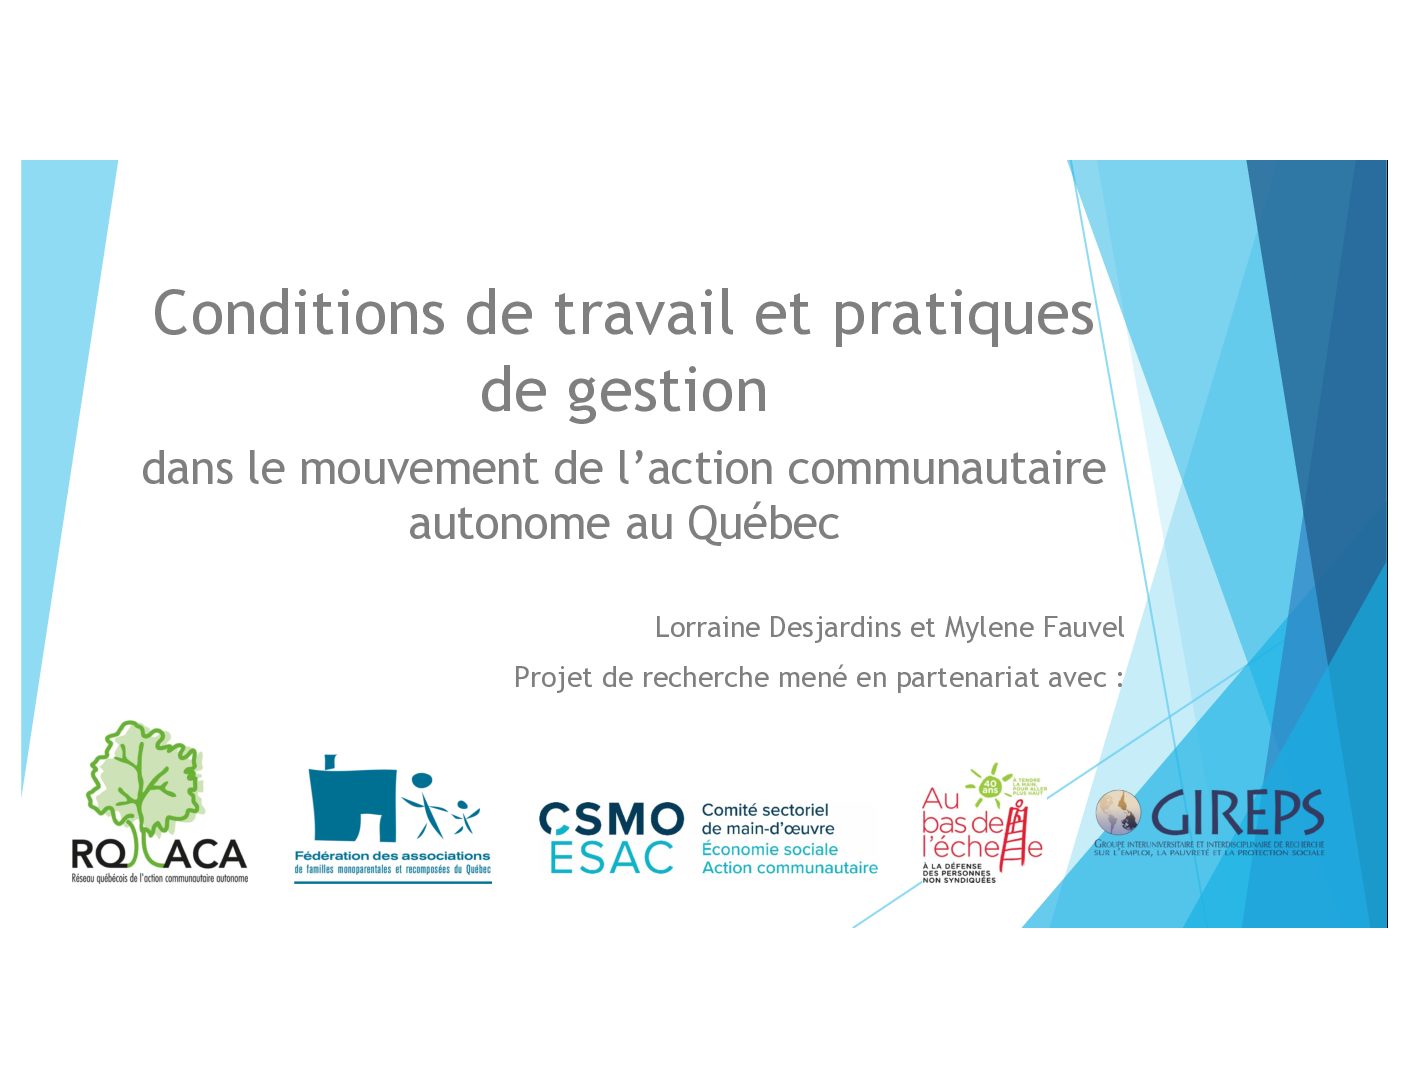 Conditions de travail et pratiques
de gestion
dans le mouvement de l’action communautaire
autonome au Québec
Lorraine Desjardins et Mylene Fauvel
Projet de recherche mené en partenariat avec :
RQ ACA
Réseau québécois de l'action communautaire autonome
Fédération des associations
de familles monoparentales et recomposées du Québec
CSMO
ÉSAC
Comité sectoriel
de main-d’œuvre
Économie sociale
Action communautaire
40
ans
À TENDRE
LA MAIN,
POUR ALLER
PLUS HAUT
Au
bas de
l’échelle
À LA DÉFENSE
DES PERSONNES
NON SYNDIQUÉES
GIREPS
GROUPE INTERUNIVERSITAIRE ET INTERDISCIPLINAIRE DE RECHERCHE
SUR L’EMPLOI, LA PAUVRETÉ ET LA PROTECTION SOCIALE